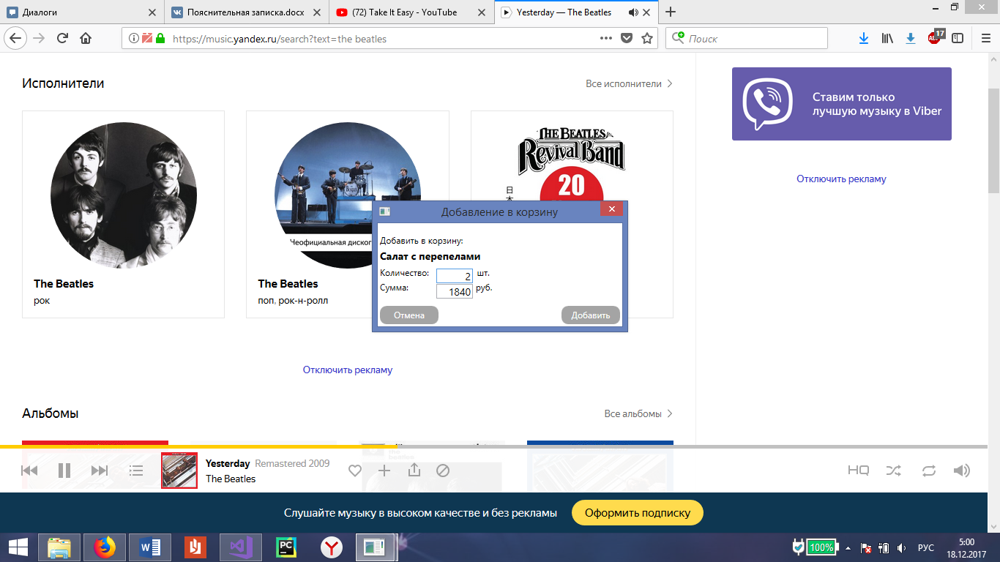 Диалоги
Пояснительная записка.docx
(72) Take It Easy - YouTube
Yesterday — The Beatles
https://music.yandex.ru/search?text=the beatles
Поиск
17
Исполнители
Все исполнители
THE BEATLES
Revival Band
20
日
The Beatles
рок
Неофициальная диског
The Beatles
поп, рок-н-ролл
Ставим только
лучшую музыку в Viber
Отключить рекламу
Добавление в корзину
Добавить в корзину:
Салат с перепелами
Количество: 2 шт.
Сумма: 1840 руб.
Отмена
Добавить
Отключить рекламу
Альбомы
Все альбомы
Yesterday Remastered 2009
The Beatles
HQ
Слушайте музыку в высоком качестве и без рекламы
Оформить подписку
PC
100%
РУС
5:00
18.12.2017